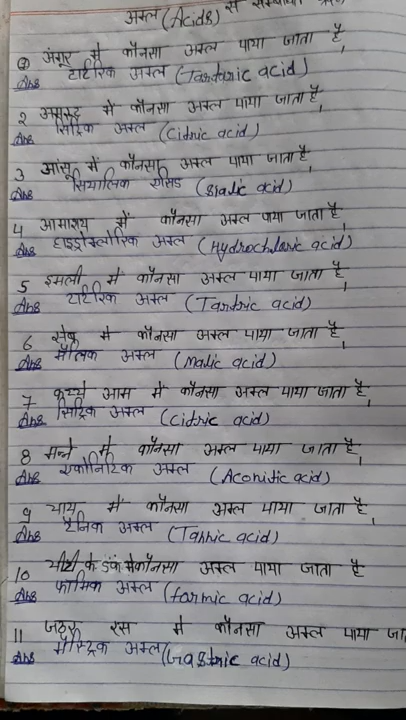 अम्ल (Acids) से सम्बन्धित
① अंगूर में कौनसा अम्ल पाया जाता है,
Ans टार्टरिक अम्ल (Tartaric acid)
2 अमरूद में कौनसा अम्ल पाया जाता है,
Ans सिट्रिक अम्ल (Citric acid)
3 आंसू में कौनसा अम्ल पाया जाता है,
Ans सियालिक एसिड (Sialic acid)
4 आमाशय में कौनसा अम्ल पाया जाता है,
Ans हाइड्रोक्लोरिक अम्ल (Hydrochloric acid)
5 इमली में कौनसा अम्ल पाया जाता है,
Ans टार्टरिक अम्ल (Tartaric acid)
6 सेब में कौनसा अम्ल पाया जाता है,
Ans मैलिक अम्ल (Malic acid)
7 कच्चे आम में कौनसा अम्ल पाया जाता है,
Ans सिट्रिक अम्ल (Citric acid)
8 गन्ने में कौनसा अम्ल पाया जाता है,
Ans एकोनिटिक अम्ल (Aconitic acid)
9 चाय में कौनसा अम्ल पाया जाता है,
Ans टैनिक अम्ल (Tannic acid)
10 चींटी के डंक में कौनसा अम्ल पाया जाता है
Ans फॉमिक अम्ल (formic acid)
11 जठर रस में कौनसा अम्ल पाया जा
Ans गैस्ट्रिक अम्ल (Gastric acid)